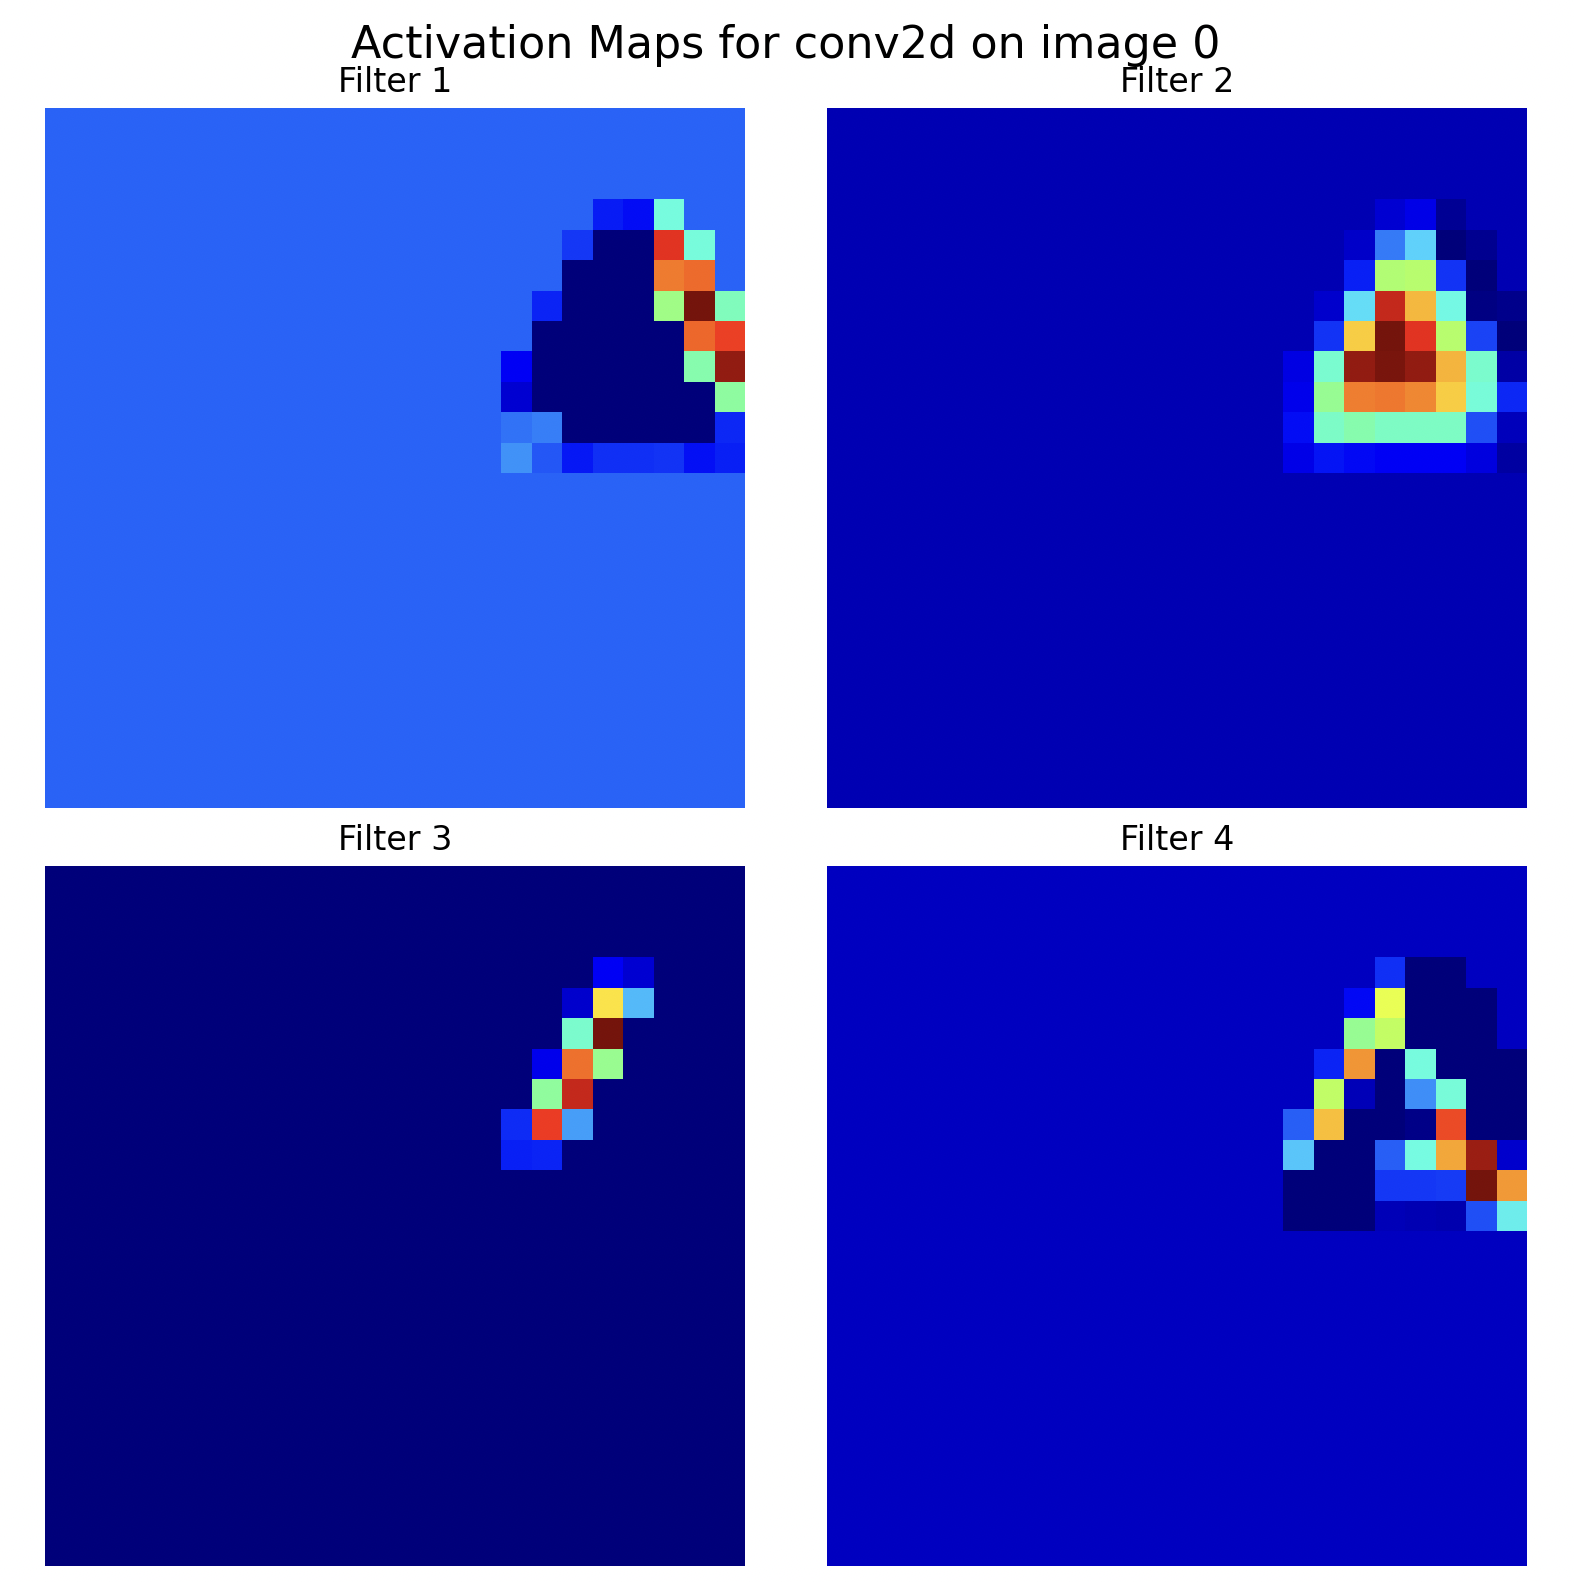 Activation Maps for conv2d on image 0
Filter 1
Filter 2
Filter 3
Filter 4